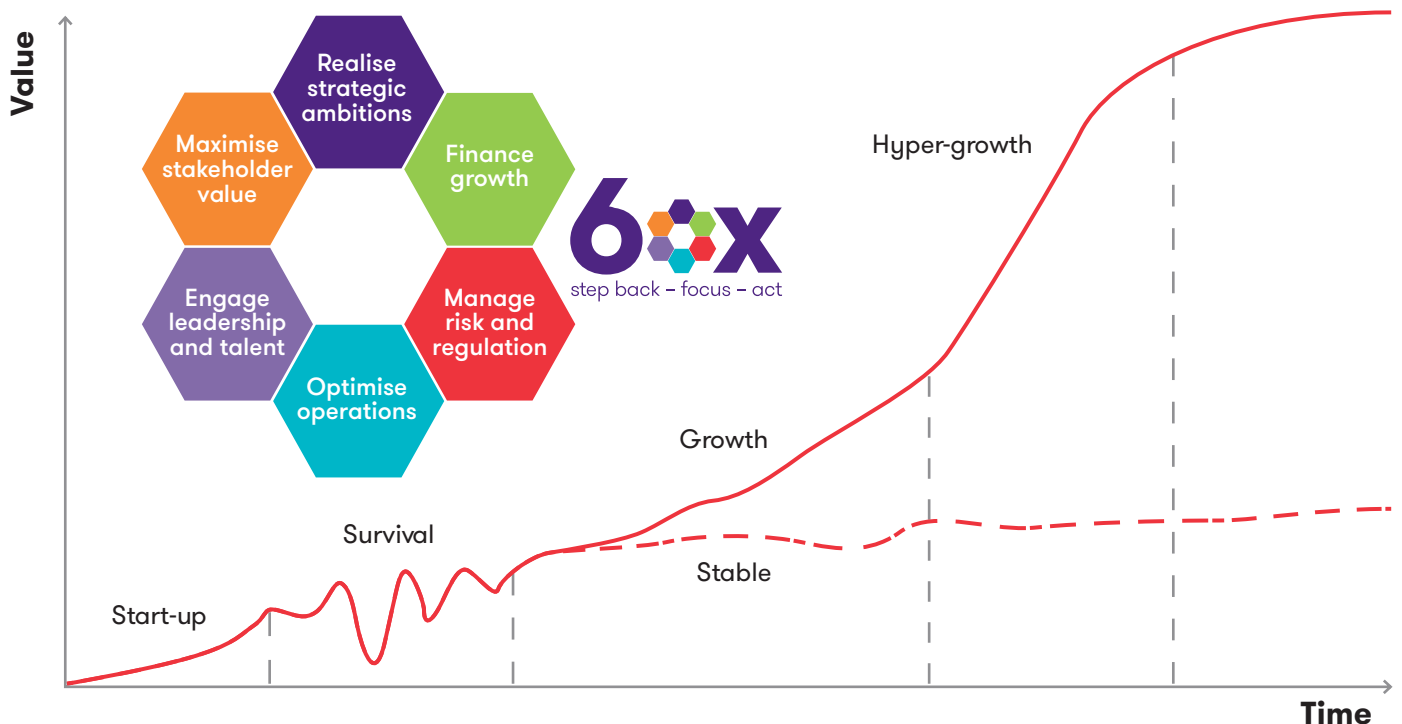 Value
Realise
strategic
ambitions
Maximise
stakeholder
value
Finance
growth
6 x
step back – focus – act
Engage
leadership
and talent
Manage
risk and
regulation
Optimise
operations
Hyper-growth
Growth
Survival
Stable
Start-up
Time